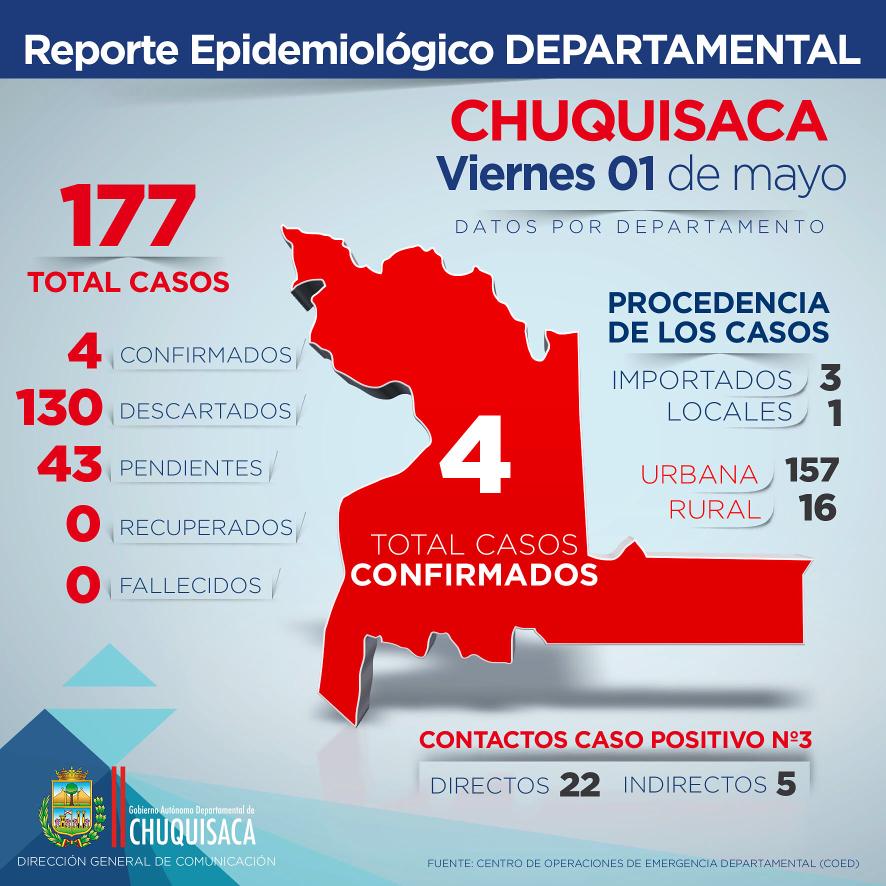 Reporte Epidemiológico DEPARTAMENTAL
CHUQUISACA
Viernes 01 de mayo
DATOS POR DEPARTAMENTO
177
TOTAL CASOS
4 CONFIRMADOS
130 DESCARTADOS
43 PENDIENTES
0 RECUPERADOS
0 FALLECIDOS
4
TOTAL CASOS
CONFIRMADOS
PROCEDENCIA
DE LOS CASOS
IMPORTADOS 3
LOCALES 1
URBANA 157
RURAL 16
CONTACTOS CASO POSITIVO Nº3
DIRECTOS 22 INDIRECTOS 5
Gobierno Autónomo Departamental de
CHUQUISACA
DIRECCIÓN GENERAL DE COMUNICACIÓN
FUENTE: CENTRO DE OPERACIONES DE EMERGENCIA DEPARTAMENTAL (COED)